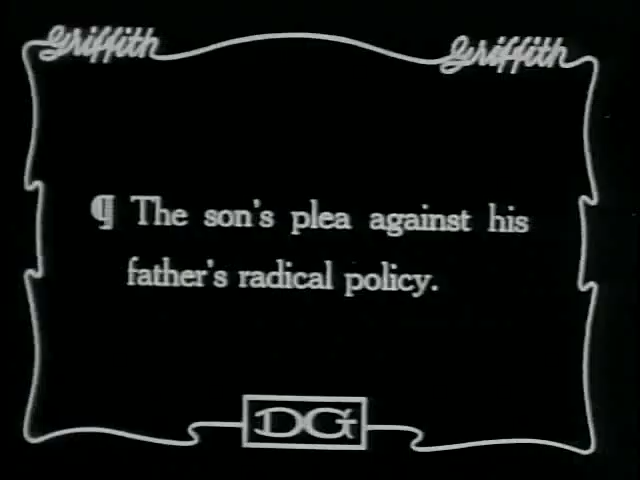 Griffith Griffith
¶ The son's plea against his
father's radical policy.
DG